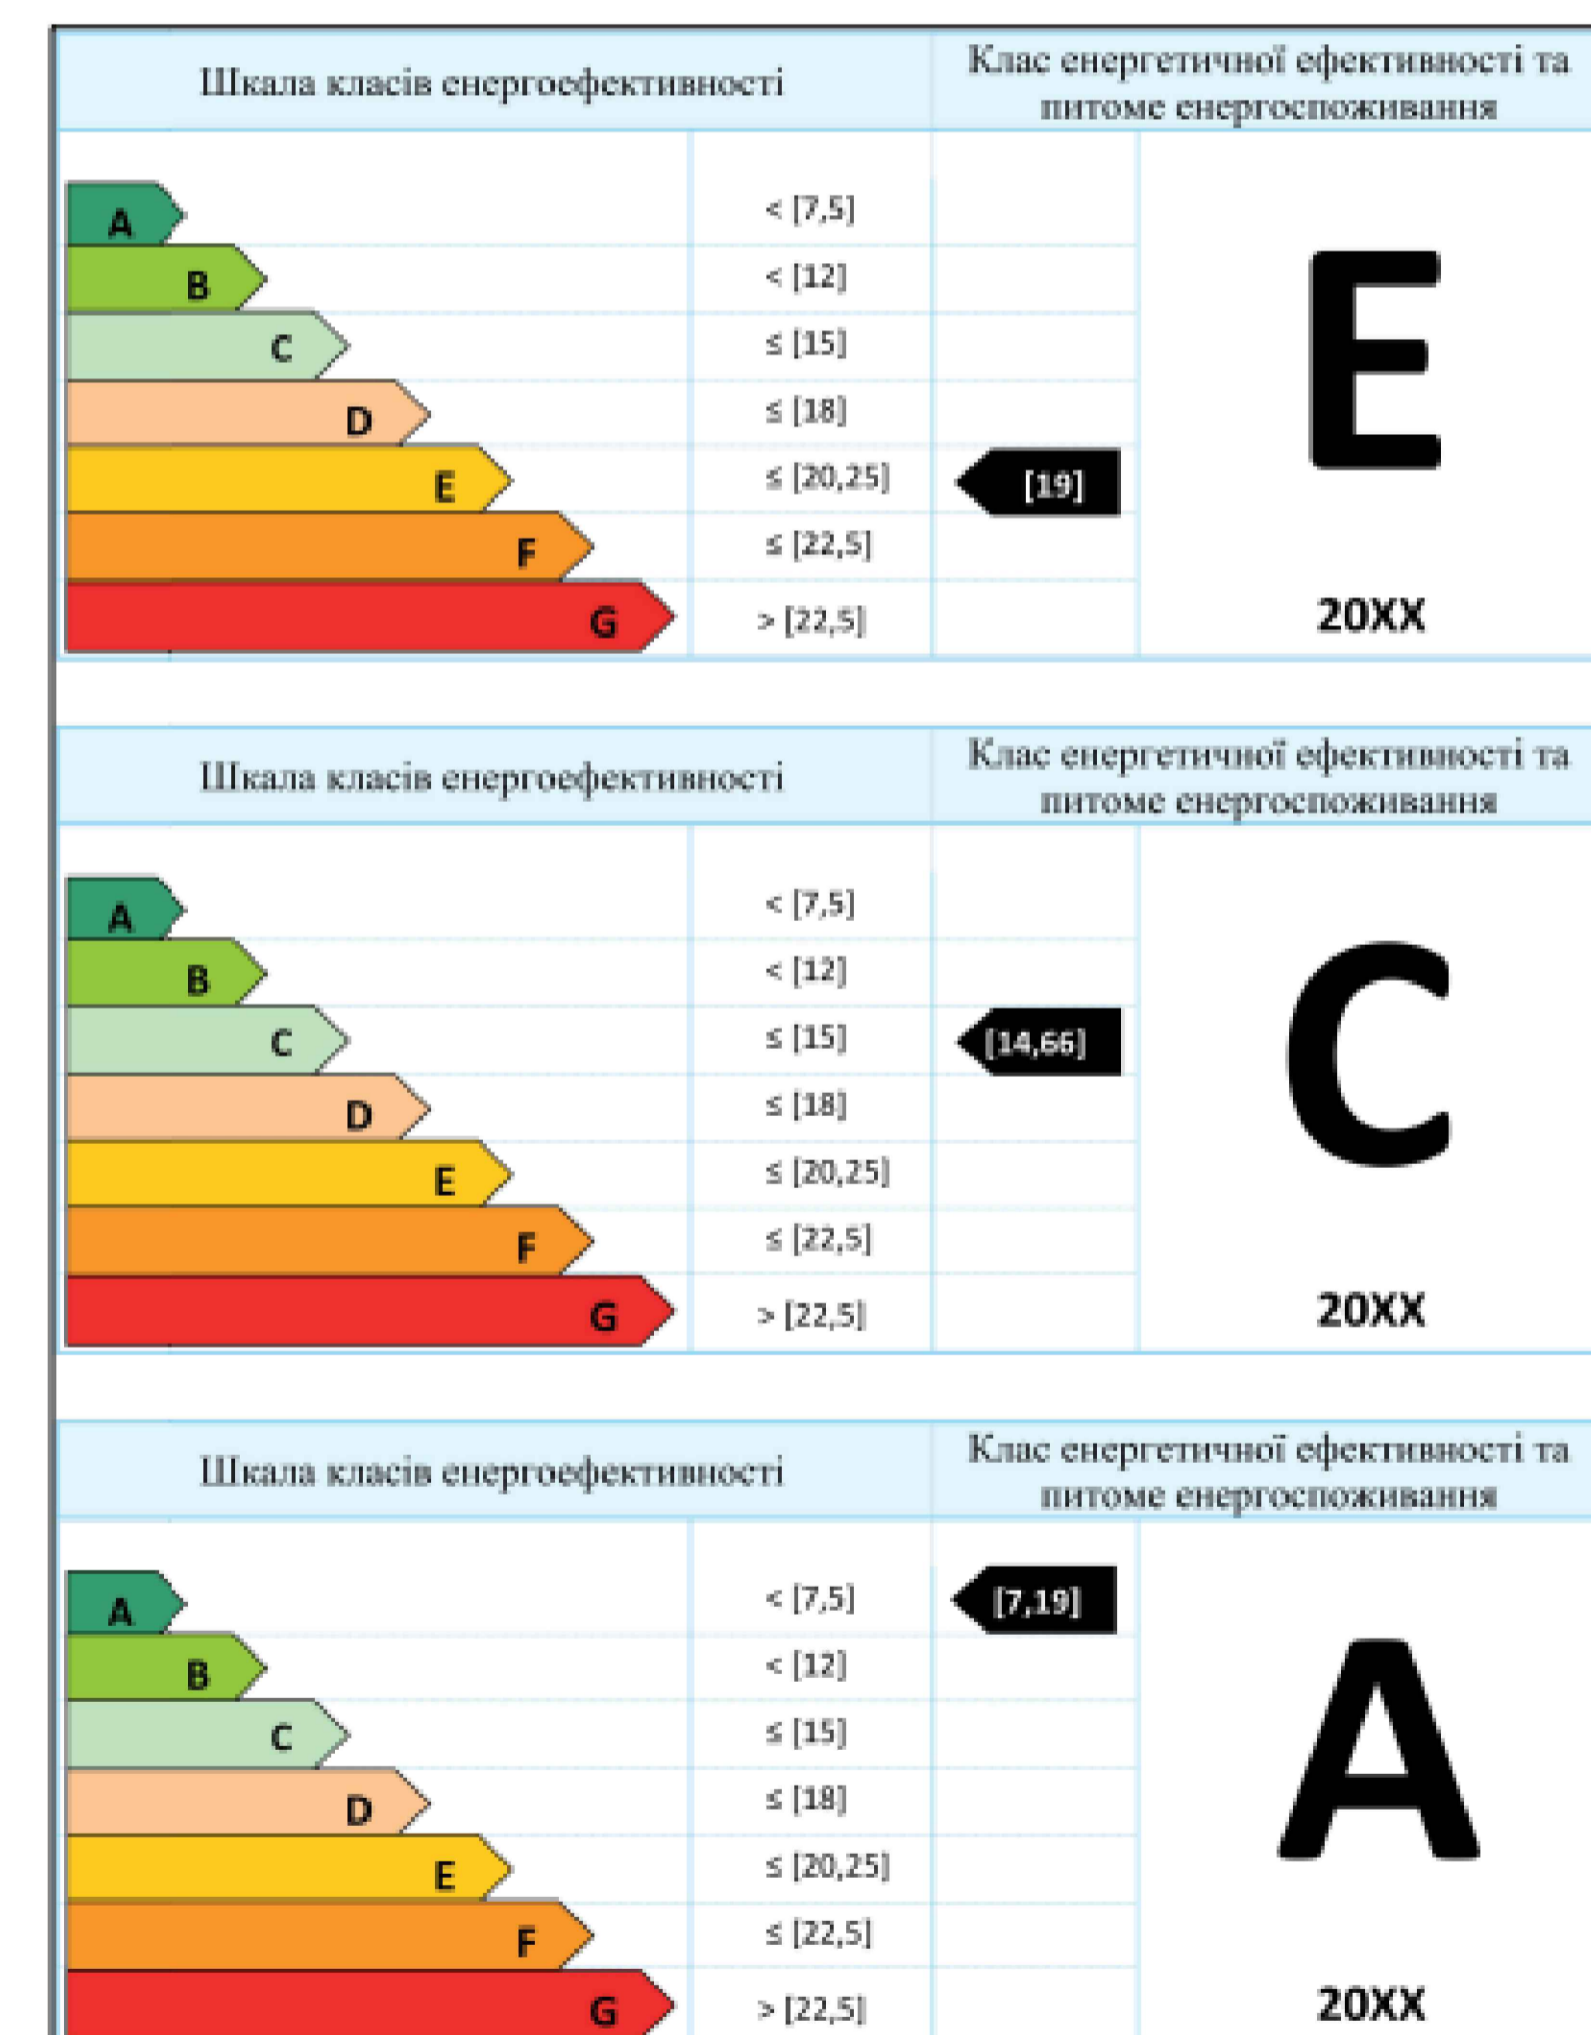 Шкала класів енергоефективності
Клас енергетичної ефективності та
питоме енергоспоживання
A
< [7,5]
B
< [12]
C
≤ [15]
D
≤ [18]
E
≤ [20,25]
[19]
F
≤ [22,5]
G
> [22,5]
E
20XX
Шкала класів енергоефективності
Клас енергетичної ефективності та
питоме енергоспоживання
A
< [7,5]
B
< [12]
C
≤ [15]
[14,66]
D
≤ [18]
E
≤ [20,25]
F
≤ [22,5]
G
> [22,5]
C
20XX
Шкала класів енергоефективності
Клас енергетичної ефективності та
питоме енергоспоживання
A
< [7,5]
[7,19]
B
< [12]
C
≤ [15]
D
≤ [18]
E
≤ [20,25]
F
≤ [22,5]
G
> [22,5]
A
20XX